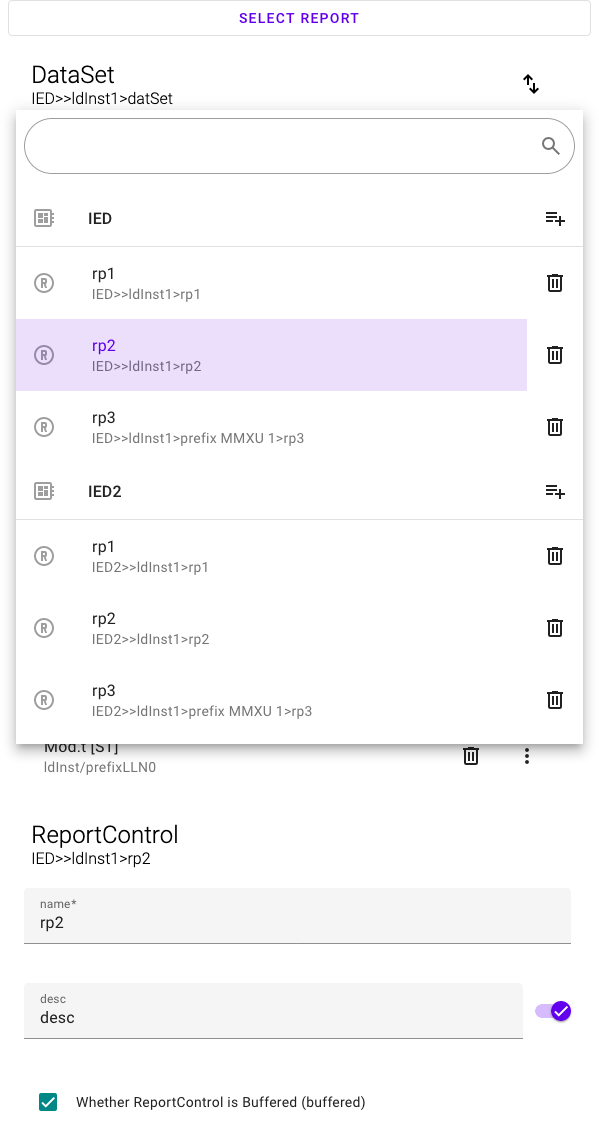 SELECT REPORT
DataSet
IED>>ldInst1>datSet
IED
rp1
IED>>ldInst1>rp1
rp2
IED>>ldInst1>rp2
rp3
IED>>ldInst1>prefix MMXU 1>rp3
IED2
rp1
IED2>>ldInst1>rp1
rp2
IED2>>ldInst1>rp2
rp3
IED2>>ldInst1>prefix MMXU 1>rp3
Mod.t [ST]
ldInst/prefixLLN0
ReportControl
IED>>ldInst1>rp2
name*
rp2
desc
desc
Whether ReportControl is Buffered (buffered)